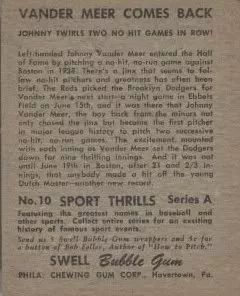 VANDER MEER COMES BACK
JOHNNY TWIRLS TWO NO HIT GAMES IN ROW!
Left-handed Johnny Vander Meer entered the Hall
of Fame by pitching a no-hit, no-run game against
Boston in 1938. There's a jinx that seems to fol-
low no-hit pitchers and greatness has often been
brief. The Reds picked the Brooklyn Dodgers for
Vander Meer's next start—a night game in Ebbets
Field on June 15th, and it was there that Johnny
Vander Meer, the boy back from the minors not
only chased the jinx but became the first pitcher
in major league history to pitch two successive
no-hit, no-run games. The excitement mounted
with each inning as Vander Meer set the Dodgers
down for nine thrilling innings. And it was not
until June 19th in Boston, after 21 and 2/3 in-
nings, that anybody made a hit off the young
Dutch Master—another new record.
No. 10 SPORT THRILLS Series A
Featuring the greatest names in baseball and
other sports. Collect entire series for an exciting
history of famous sport events.
Send us 5 Swell Bubble Gum wrappers and 5c for
a button of Bob Feller, Author of "How to Pitch."
SWELL Bubble Gum
PHILA. CHEWING GUM CORP., Havertown, Pa.